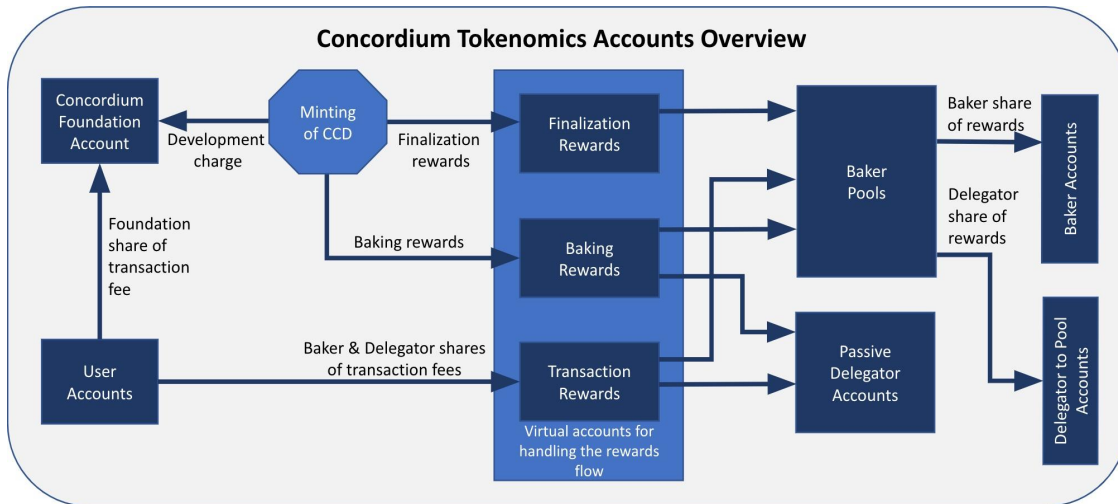 Concordium Tokenomics Accounts Overview
Concordium
Foundation
Account
Development
charge
Minting
of CCD
Finalization
rewards
Finalization
Rewards
Baker
Pools
Baker share
of rewards
Baker Accounts
Foundation
share of
transaction
fee
Baking rewards
Baking
Rewards
Delegator
share of
rewards
User
Accounts
Baker & Delegator shares
of transaction fees
Transaction
Rewards
Passive
Delegator
Accounts
Delegator to Pool
Accounts
Virtual accounts for
handling the rewards
flow